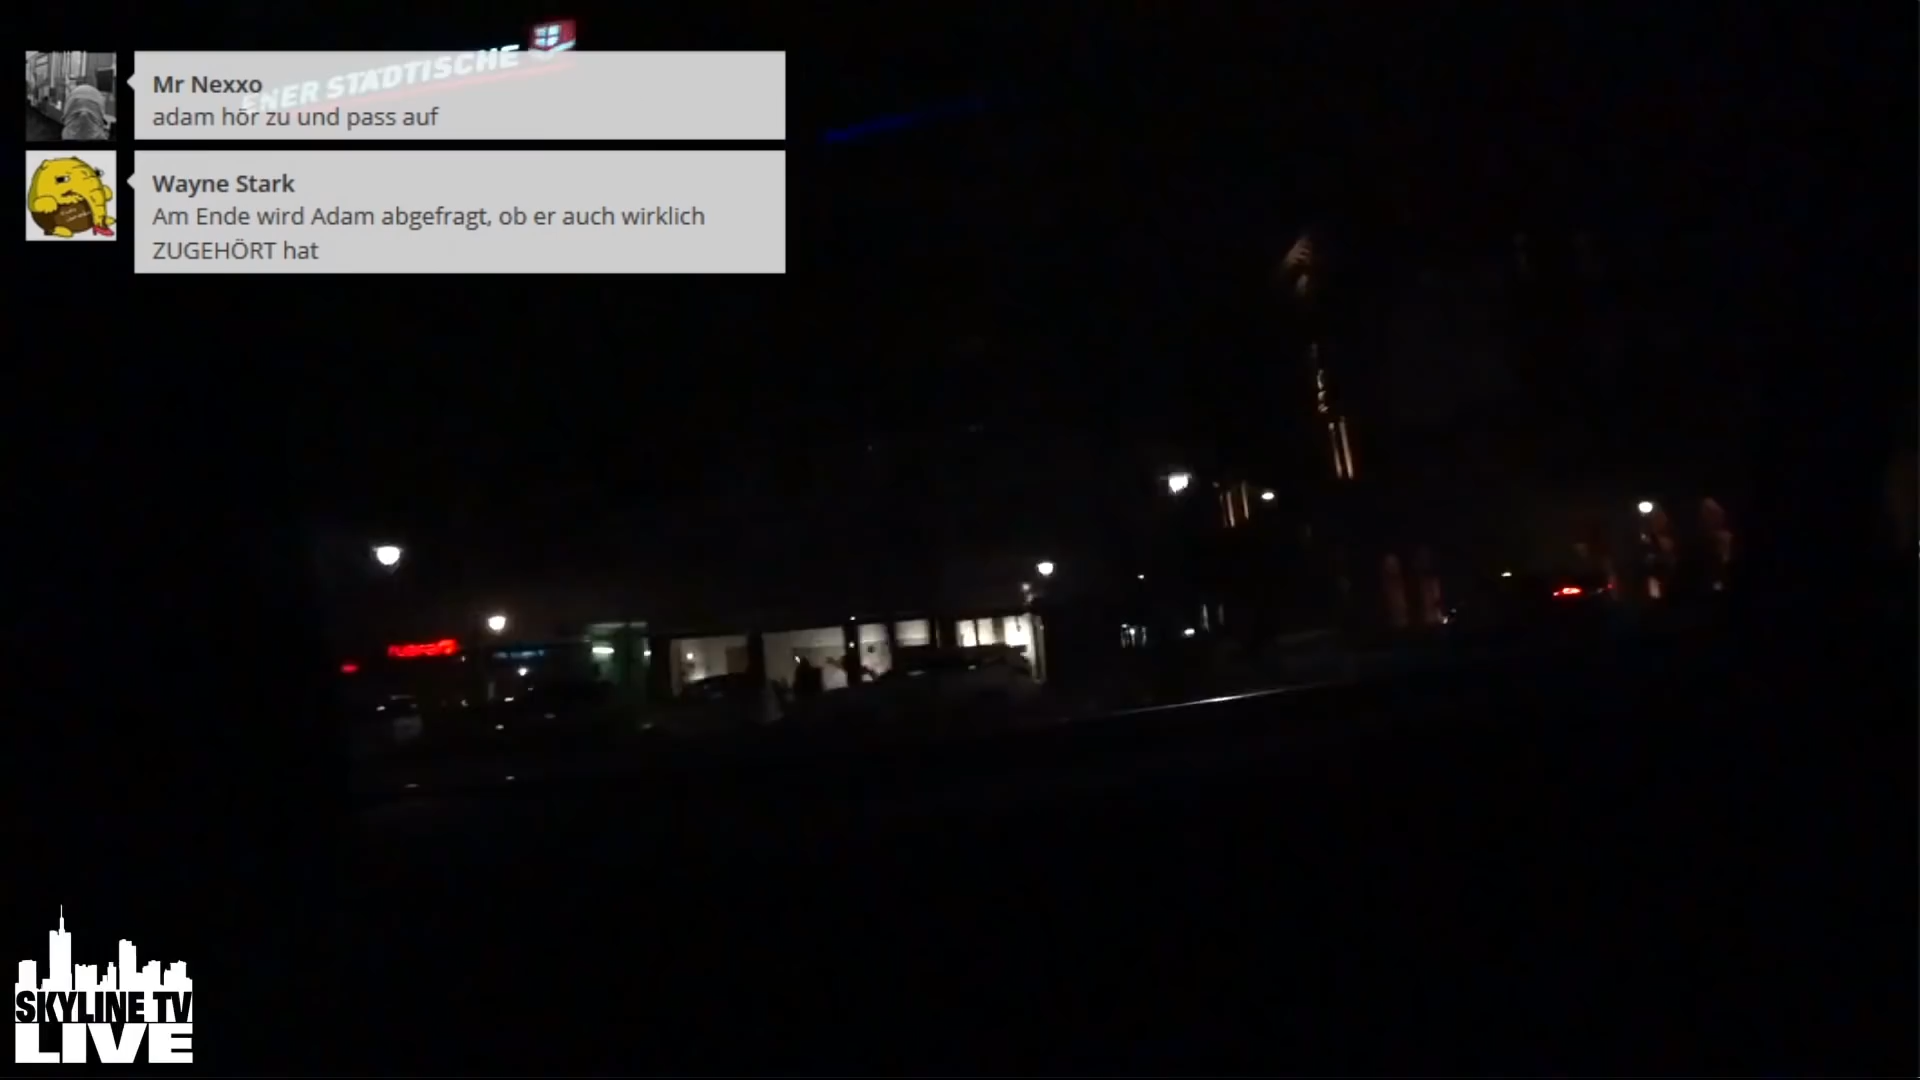 ENER STÄDTISCHE
Mr Nexxo
adam hör zu und pass auf
Wayne Stark
Am Ende wird Adam abgefragt, ob er auch wirklich
ZUGEHÖRT hat
SKYLINE TV
LIVE